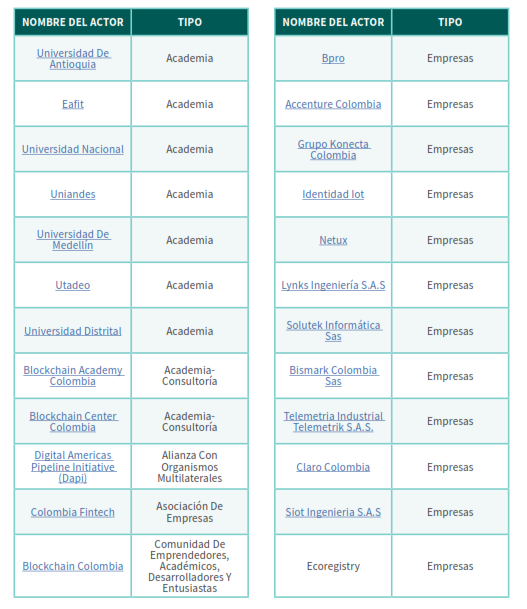 NOMBRE DEL ACTOR TIPO
Universidad De
Antioquia
Academia
Eafit Academia
Universidad Nacional Academia
Uniandes Academia
Universidad De
Medellín
Academia
Utadeo Academia
Universidad Distrital Academia
Blockchain Academy
Colombia
Academia-
Consultoría
Blockchain Center
Colombia
Academia-
Consultoría
Digital Americas
Pipeline Initiative
(Dapi)
Alianza Con
Organismos
Multilaterales
Colombia Fintech
Asociación De
Empresas
Blockchain Colombia
Comunidad De
Emprendedores,
Académicos,
Desarrolladores Y
Entusiastas
NOMBRE DEL ACTOR TIPO
Bpro Empresas
Accenture Colombia Empresas
Grupo Konecta
Colombia
Empresas
Identidad Iot Empresas
Netux Empresas
Lynks Ingeniería S.A.S Empresas
Solutek Informática
Sas
Empresas
Bismark Colombia
Sas
Empresas
Telemetria Industrial
Telemetrik S.A.S.
Empresas
Claro Colombia Empresas
Siot Ingenieria S.A.S Empresas
Ecoregistry Empresas